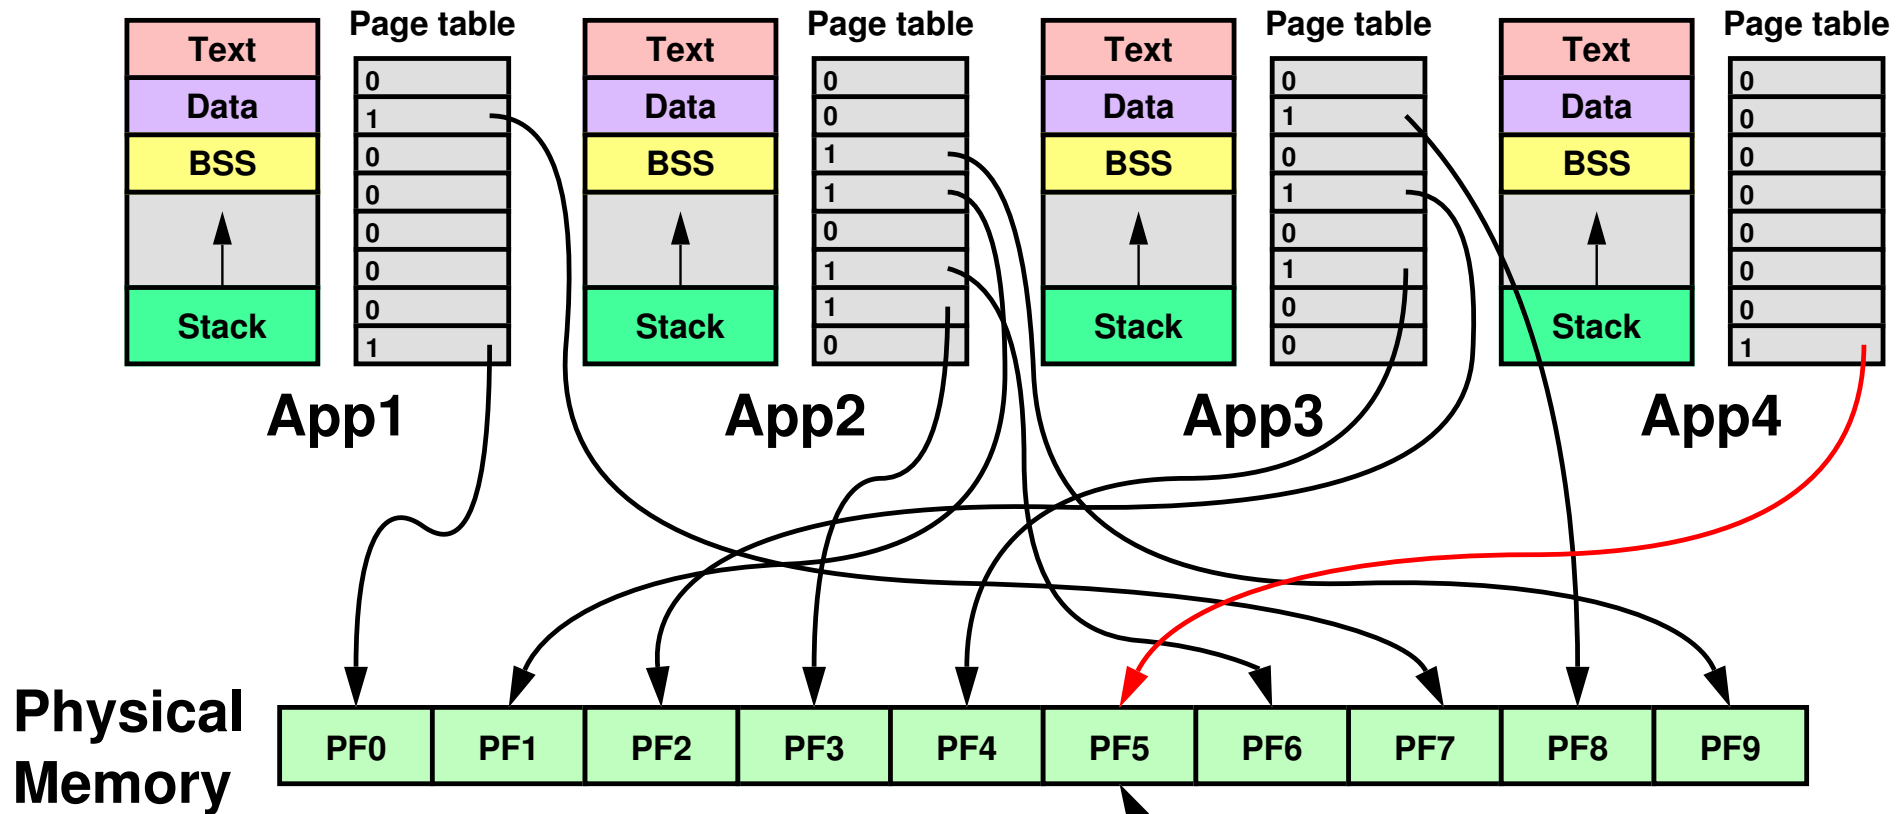 Page table Page table Page table Page table
Text Text Text Text
Data Data Data Data
BSS BSS BSS BSS
Stack Stack Stack Stack
0 0 0 0
1 0 1 0
0 1 0 0
0 1 1 0
0 0 0 0
0 1 1 0
0 1 0 0
1 0 0 1
App1 App2 App3 App4
Physical
Memory
PF0 PF1 PF2 PF3 PF4 PF5 PF6 PF7 PF8 PF9